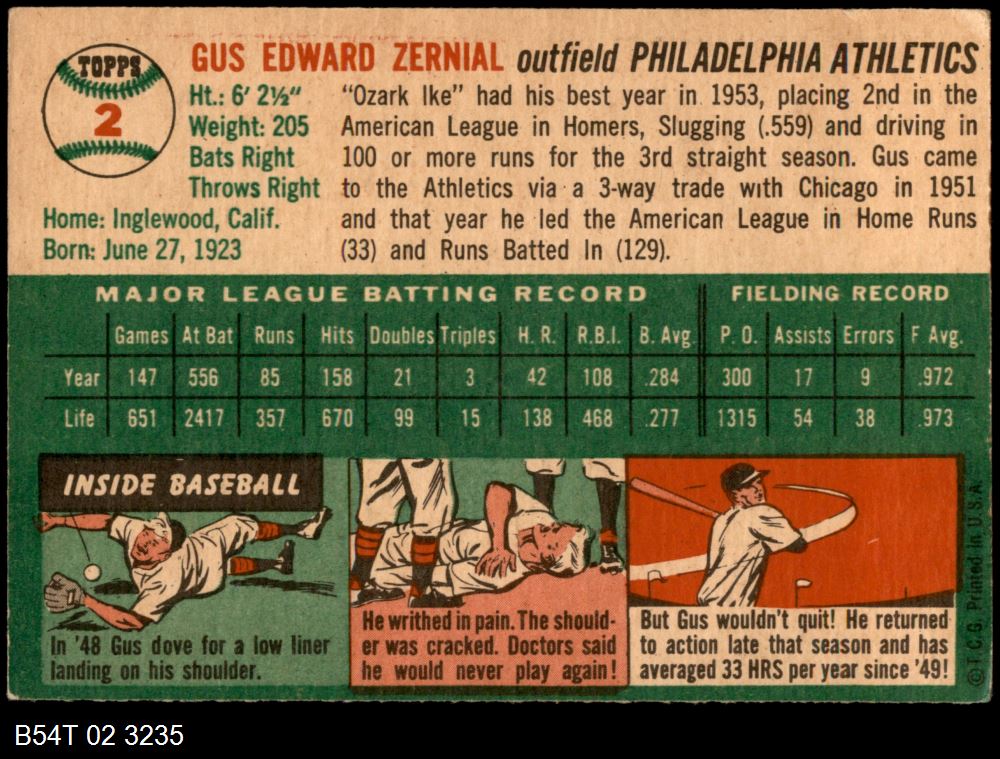 TOPPS
2
GUS EDWARD ZERNIAL outfield PHILADELPHIA ATHLETICS
Ht.: 6' 2½"
Weight: 205
Bats Right
Throws Right
Home: Inglewood, Calif.
Born: June 27, 1923
"Ozark Ike" had his best year in 1953, placing 2nd in the
American League in Homers, Slugging (.559) and driving in
100 or more runs for the 3rd straight season. Gus came
to the Athletics via a 3-way trade with Chicago in 1951
and that year he led the American League in Home Runs
(33) and Runs Batted In (129).
MAJOR LEAGUE BATTING RECORD FIELDING RECORD
Games At Bat Runs Hits Doubles Triples H. R. R.B.I. B. Avg. P. O. Assists Errors F Avg.
Year 147 556 85 158 21 3 42 108 .284 300 17 9 .972
Life 651 2417 357 670 99 15 138 468 .277 1315 54 38 .973
INSIDE BASEBALL
In '48 Gus dove for a low liner
landing on his shoulder.
He writhed in pain. The should-
er was cracked. Doctors said
he would never play again!
But Gus wouldn't quit! He returned
to action late that season and has
averaged 33 HRS per year since '49!
© T. C. G. Printed in U. S. A.
B54T 02 3235